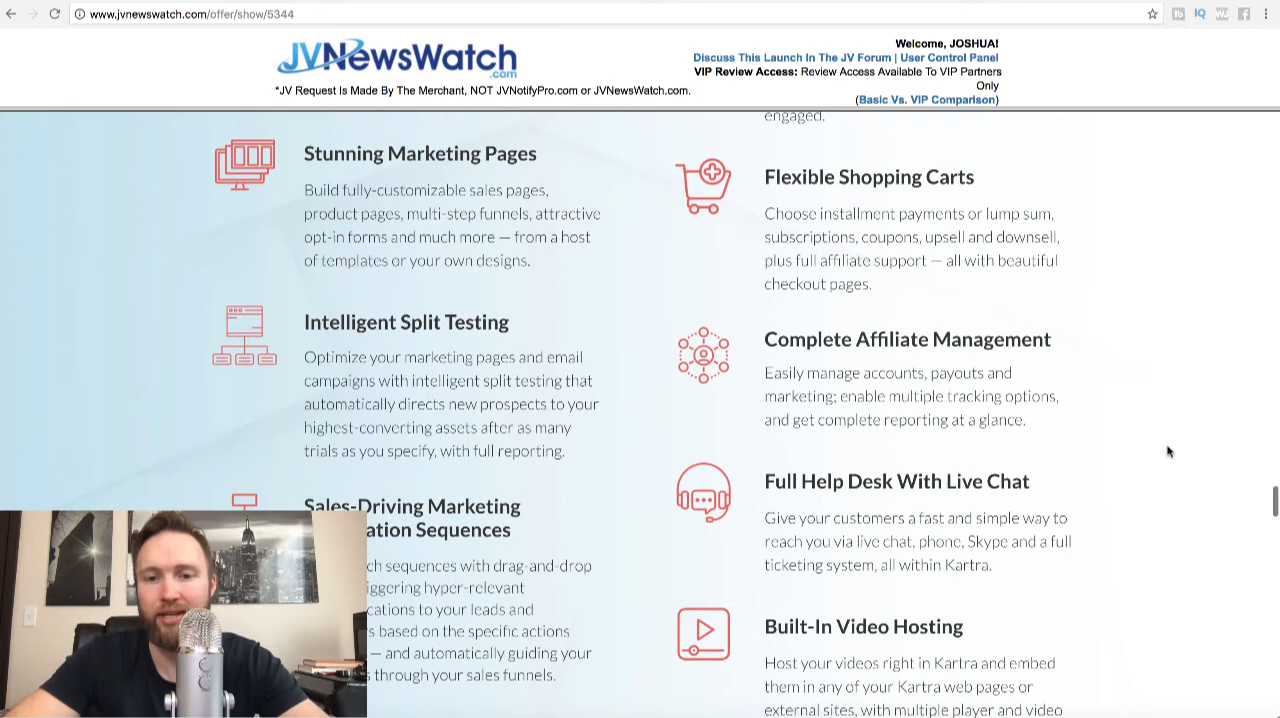 www.jvnewswatch.com/offer/show/5344
JVNewsWatch
.com
*JV Request Is Made By The Merchant, NOT JVNotifyPro.com or JVNewsWatch.com.
Welcome, JOSHUA!
Discuss This Launch In The JV Forum | User Control Panel
VIP Review Access: Review Access Available To VIP Partners
Only
(Basic Vs. VIP Comparison)
Stunning Marketing Pages
Build fully-customizable sales pages,
product pages, multi-step funnels, attractive
opt-in forms and much more — from a host
of templates or your own designs.
Intelligent Split Testing
Optimize your marketing pages and email
campaigns with intelligent split testing that
automatically directs new prospects to your
highest-converting assets after as many
trials as you specify, with full reporting.
Sales-Driving Marketing
ation Sequences
ch sequences with drag-and-drop
iggering hyper-relevant
cations to your leads and
s based on the specific actions
— and automatically guiding your
through your sales funnels.
engaged.
Flexible Shopping Carts
Choose installment payments or lump sum,
subscriptions, coupons, upsell and downsell,
plus full affiliate support — all with beautiful
checkout pages.
Complete Affiliate Management
Easily manage accounts, payouts and
marketing; enable multiple tracking options,
and get complete reporting at a glance.
Full Help Desk With Live Chat
Give your customers a fast and simple way to
reach you via live chat, phone, Skype and a full
ticketing system, all within Kartra.
Built-In Video Hosting
Host your videos right in Kartra and embed
them in any of your Kartra web pages or
external sites, with multiple player and video